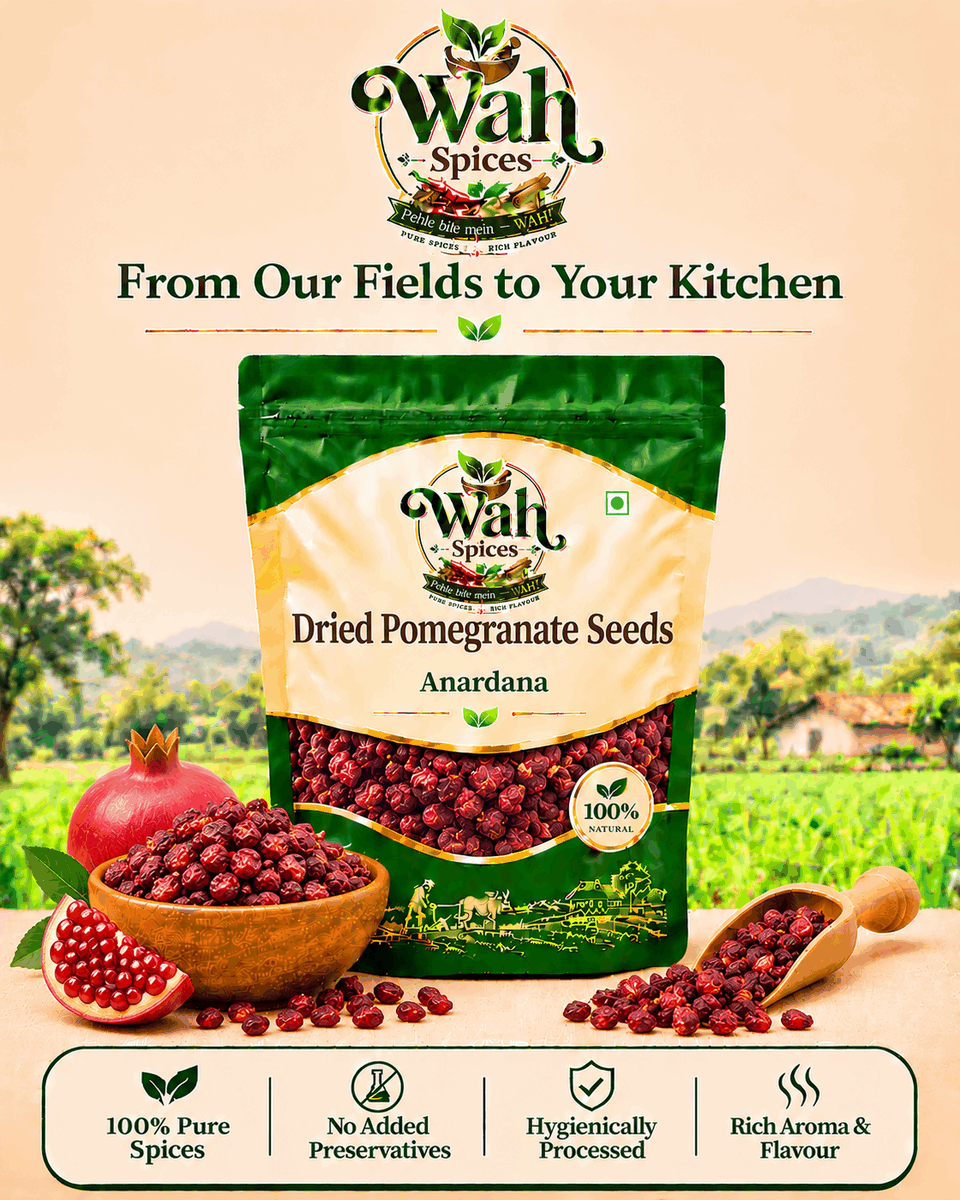 Wah
Spices
Pehle bite mein – WAH!
PURE SPICES RICH FLAVOUR
From Our Fields to Your Kitchen
Wah
Spices
Pehle bite mein – WAH!
PURE SPICES RICH FLAVOUR
Dried Pomegranate Seeds
Anardana
100%
NATURAL
100% Pure
Spices
No Added
Preservatives
Hygienically
Processed
Rich Aroma &
Flavour